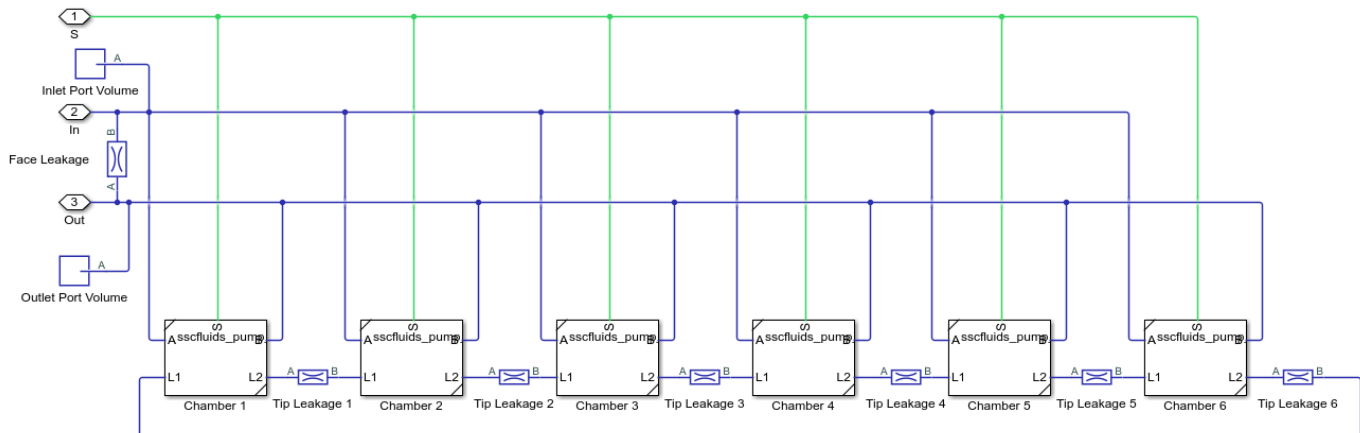 1
S
A
Inlet Port Volume
2
In
B
Face Leakage
A
3
Out
A
Outlet Port Volume
S S S S S S
sscfluids_pump sscfluids_pump sscfluids_pump sscfluids_pump sscfluids_pump sscfluids_pump
A B A B A B A B A B A B
L1 L2 A B L1 L2 A B L1 L2 A B L1 L2 A B L1 L2 A B L1 L2 A B
Chamber 1 Tip Leakage 1 Chamber 2 Tip Leakage 2 Chamber 3 Tip Leakage 3 Chamber 4 Tip Leakage 4 Chamber 5 Tip Leakage 5 Chamber 6 Tip Leakage 6